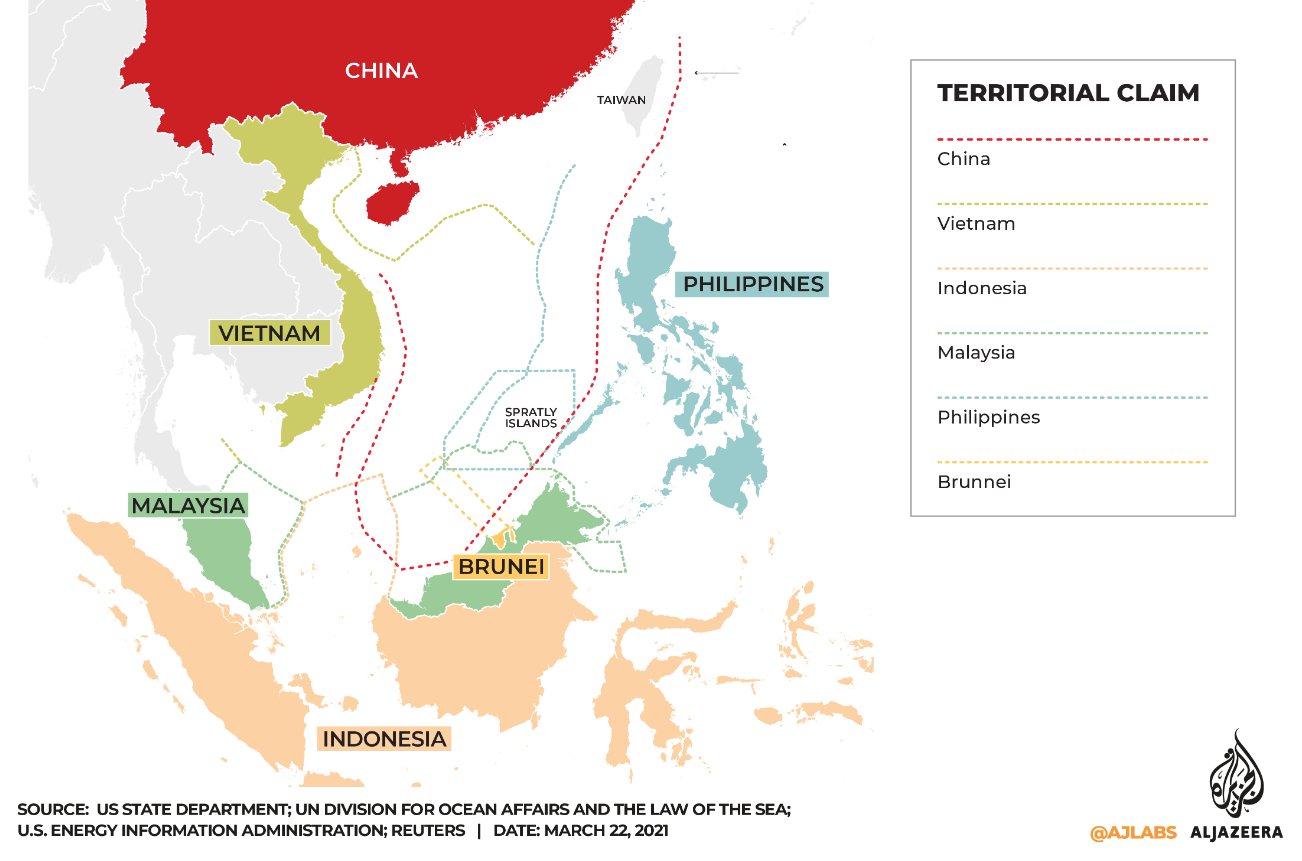 CHINA
TAIWAN
PHILIPPINES
VIETNAM
SPRATLY
ISLANDS
MALAYSIA
BRUNEI
INDONESIA
TERRITORIAL CLAIM
China
Vietnam
Indonesia
Malaysia
Philippines
Brunnei
SOURCE: US STATE DEPARTMENT; UN DIVISION FOR OCEAN AFFAIRS AND THE LAW OF THE SEA;
U.S. ENERGY INFORMATION ADMINISTRATION; REUTERS | DATE: MARCH 22, 2021
@AJLABS ALJAZEERA